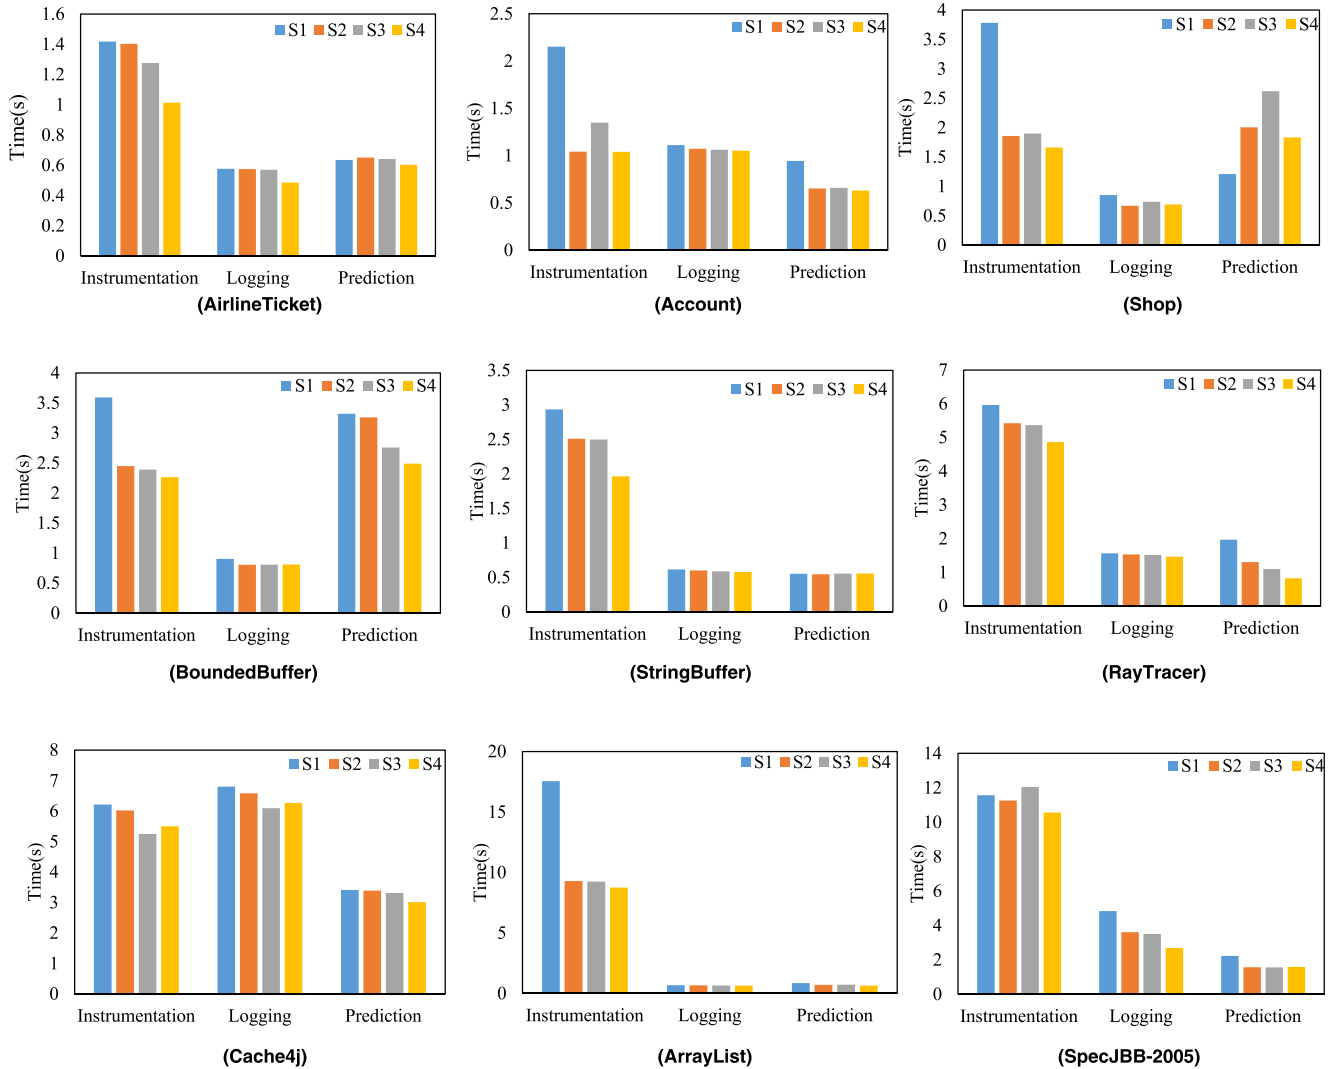 S1 S2 S3 S4
1.6
1.4
1.2
1
0.8
0.6
0.4
0.2
0
Time(s)
Instrumentation Logging Prediction
(AirlineTicket)
S1 S2 S3 S4
2.5
2
1.5
1
0.5
0
Time(s)
Instrumentation Logging Prediction
(Account)
S1 S2 S3 S4
4
3.5
3
2.5
2
1.5
1
0.5
0
Time(s)
Instrumentation Logging Prediction
(Shop)
S1 S2 S3 S4
4
3.5
3
2.5
2
1.5
1
0.5
0
Time(s)
Instrumentation Logging Prediction
(BoundedBuffer)
S1 S2 S3 S4
3.5
3
2.5
2
1.5
1
0.5
0
Time(s)
Instrumentation Logging Prediction
(StringBuffer)
S1 S2 S3 S4
7
6
5
4
3
2
1
0
Time(s)
Instrumentation Logging Prediction
(RayTracer)
S1 S2 S3 S4
8
7
6
5
4
3
2
1
0
Time(s)
Instrumentation Logging Prediction
(Cache4j)
S1 S2 S3 S4
20
15
10
5
0
Time(s)
Instrumentation Logging Prediction
(ArrayList)
S1 S2 S3 S4
14
12
10
8
6
4
2
0
Time(s)
Instrumentation Logging Prediction
(SpecJBB-2005)